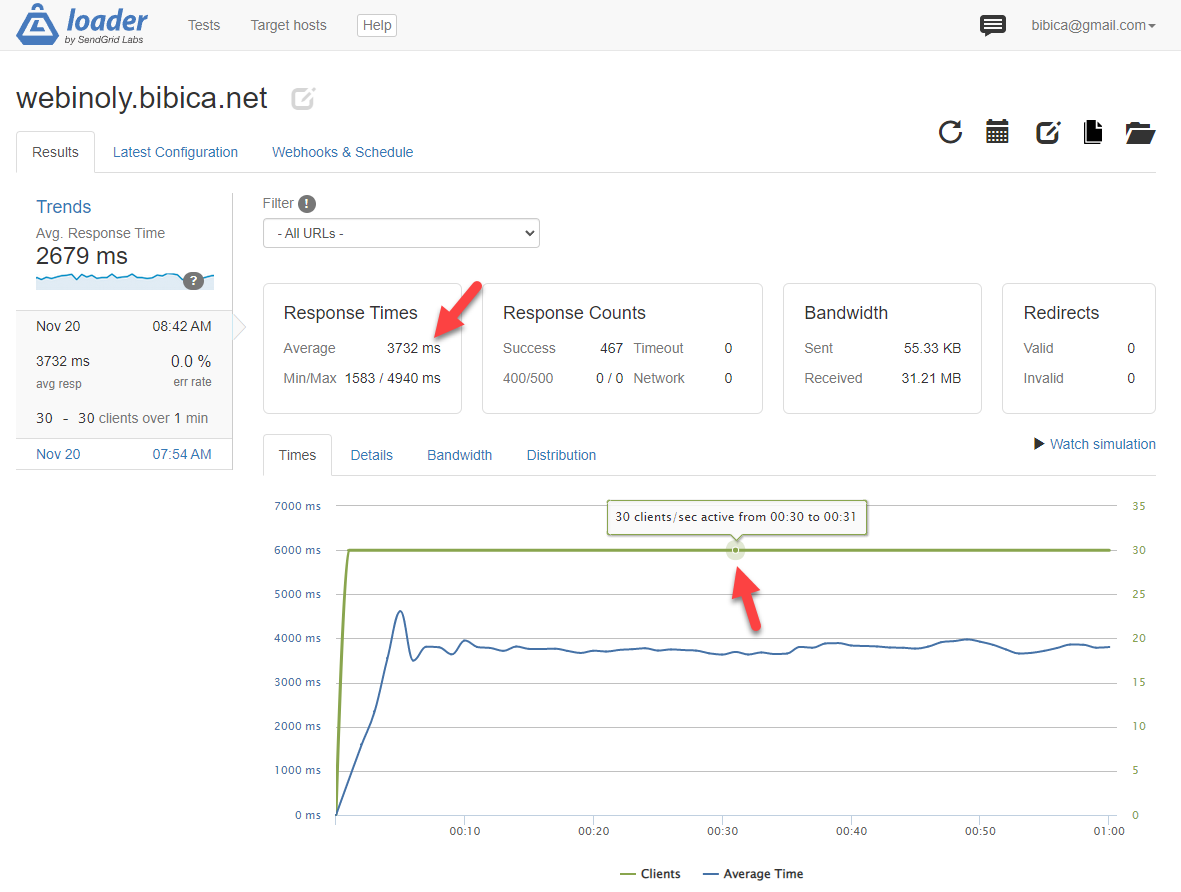 loader
by SendGrid Labs
Tests Target hosts Help
bibica@gmail.com
webinoly.bibica.net
Results Latest Configuration Webhooks & Schedule
Trends
Avg. Response Time
2679 ms
?
Nov 20 08:42 AM
3732 ms 0.0 %
avg resp err rate
30 - 30 clients over 1 min
Nov 20 07:54 AM
Filter !
- All URLs -
Response Times
Average 3732 ms
Min/Max 1583 / 4940 ms
Response Counts
Success 467 Timeout 0
400/500 0 / 0 Network 0
Bandwidth
Sent 55.33 KB
Received 31.21 MB
Redirects
Valid 0
Invalid 0
Watch simulation
Times Details Bandwidth Distribution
30 clients/sec active from 00:30 to 00:31
7000 ms 35
6000 ms 30
5000 ms 25
4000 ms 20
3000 ms 15
2000 ms 10
1000 ms 5
0 ms 0
00:10 00:20 00:30 00:40 00:50 01:00
Clients Average Time